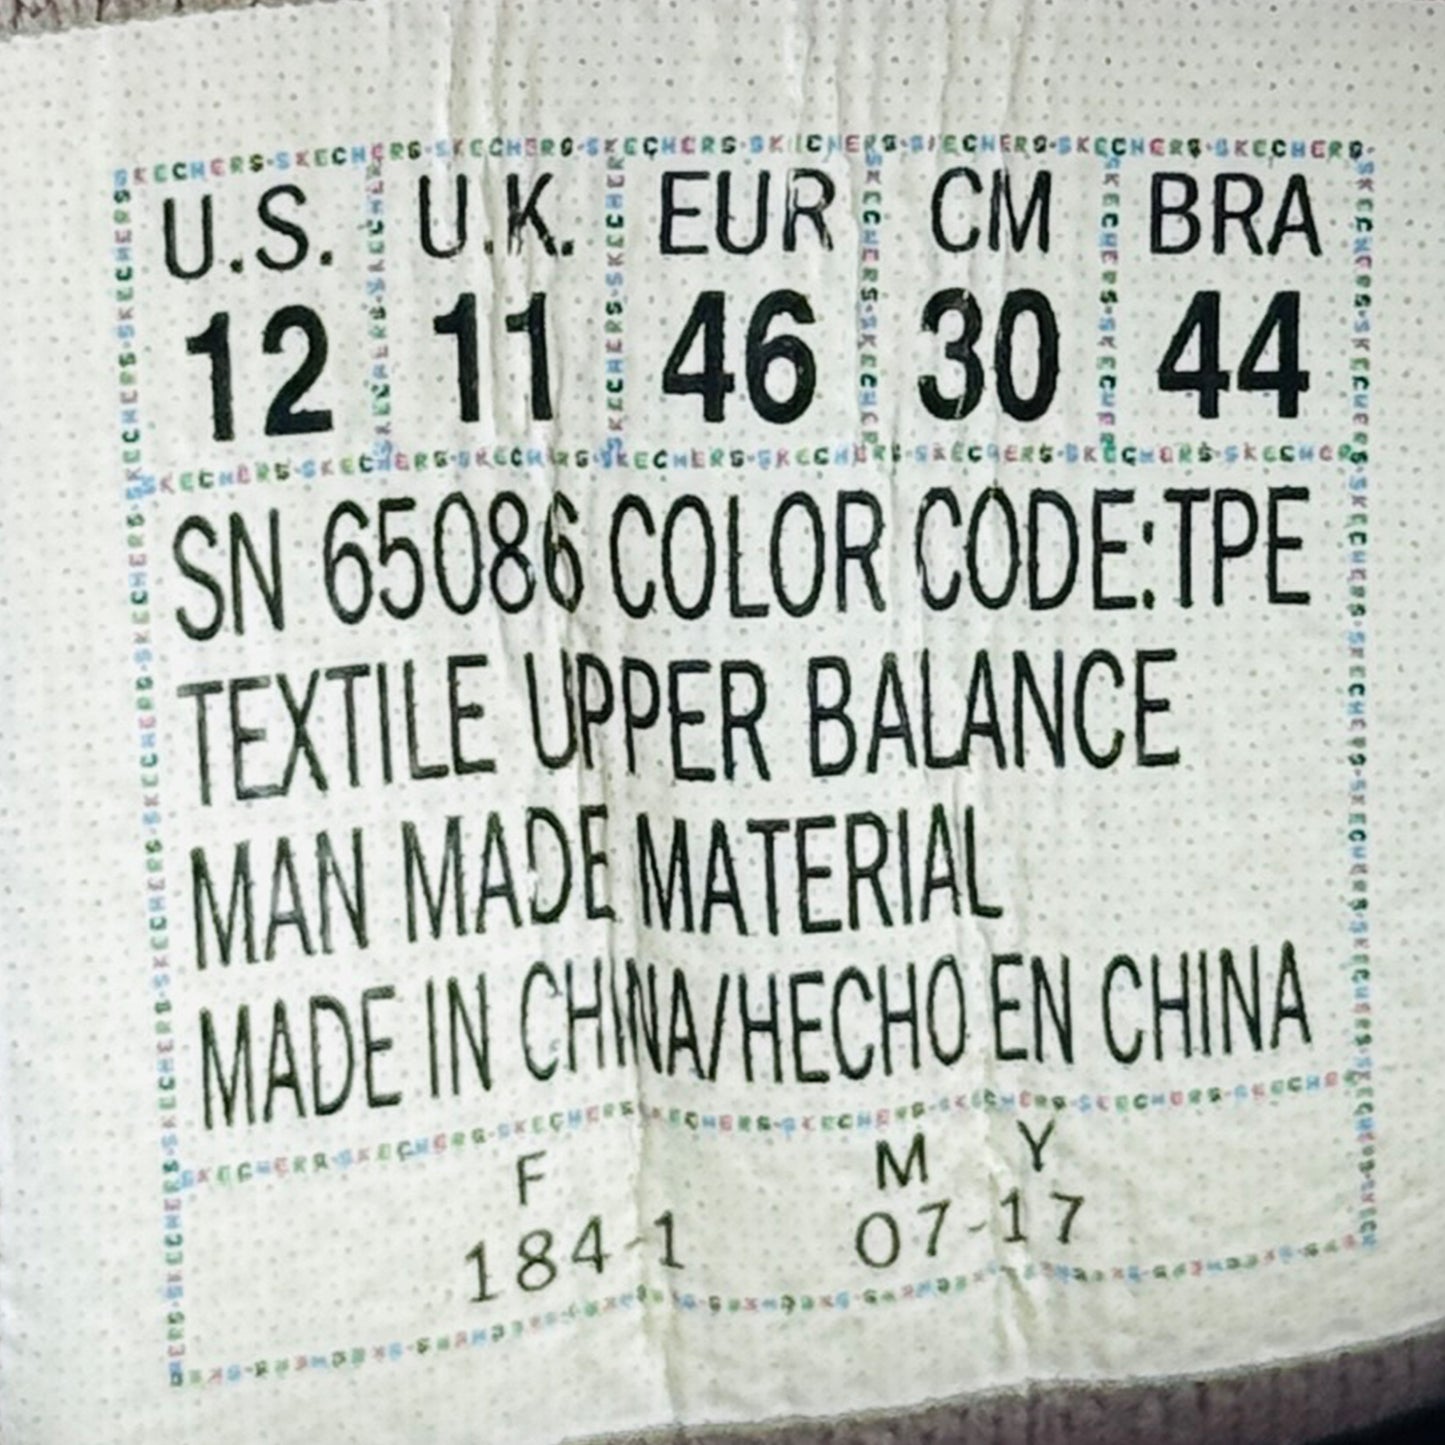 U.S. U.K. EUR CM BRA
12 11 46 30 44
SN 65086 COLOR CODE:TPE
TEXTILE UPPER BALANCE
MAN MADE MATERIAL
MADE IN CHINA/HECHO EN CHINA
F M Y
184-1 07-17